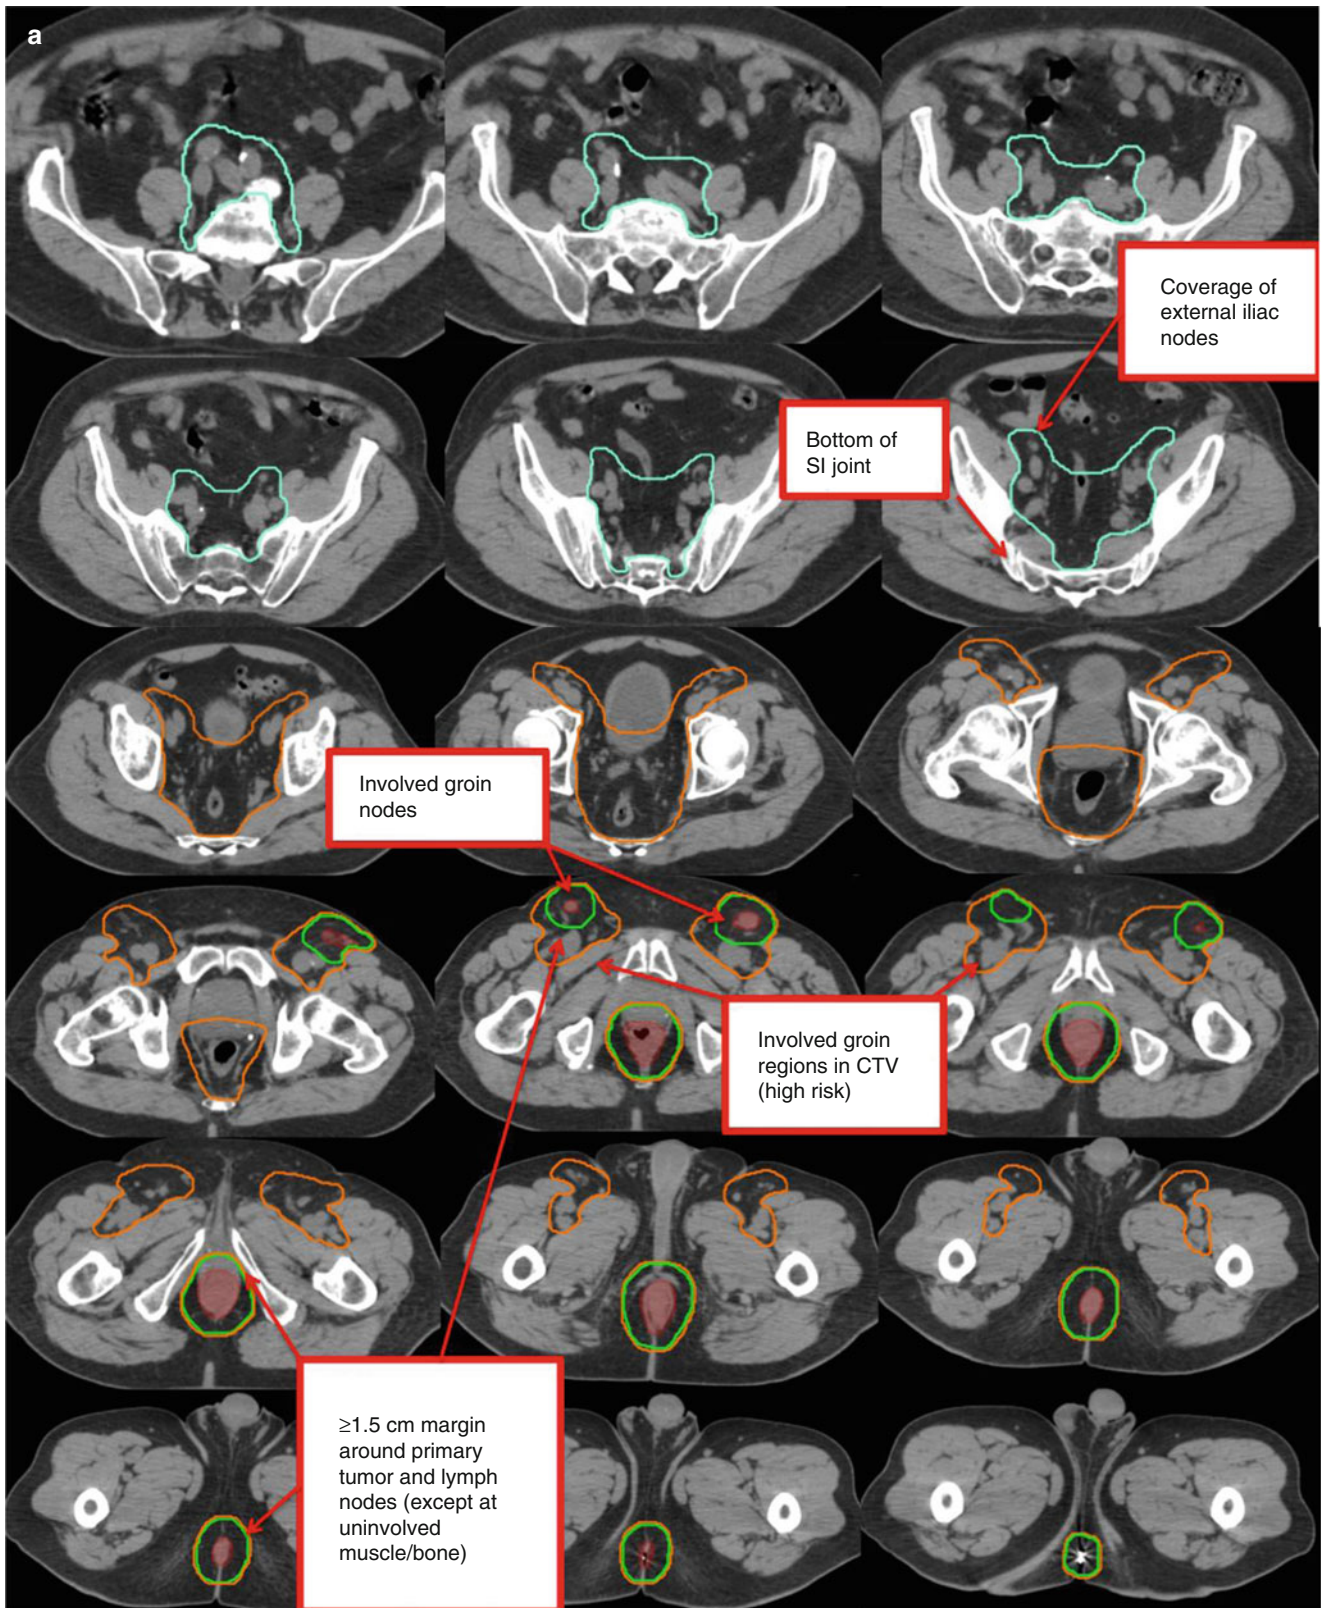 a
Coverage of
external iliac
nodes
Bottom of
SI joint
Involved groin
nodes
Involved groin
regions in CTV
(high risk)
≥1.5 cm margin
around primary
tumor and lymph
nodes (except at
uninvolved
muscle/bone)